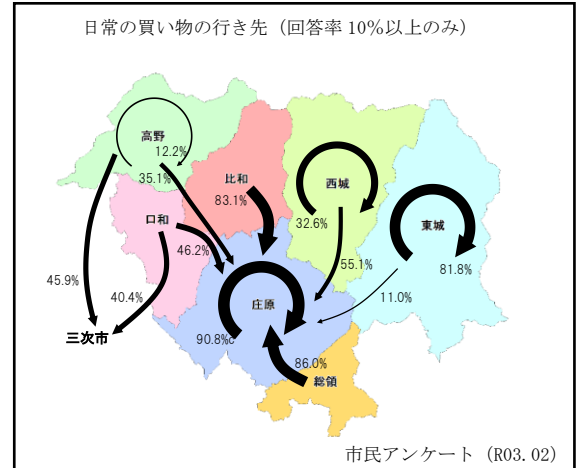 日常の買い物の行き先（回答率 10％以上のみ）
高野
12.2%
35.1%
比和
83.1%
西城
32.6%
東城
81.8%
口和
46.2%
45.9%
40.4%
55.1%
11.0%
庄原
三次市
90.8%
86.0%
総領
市民アンケート（R03.02）